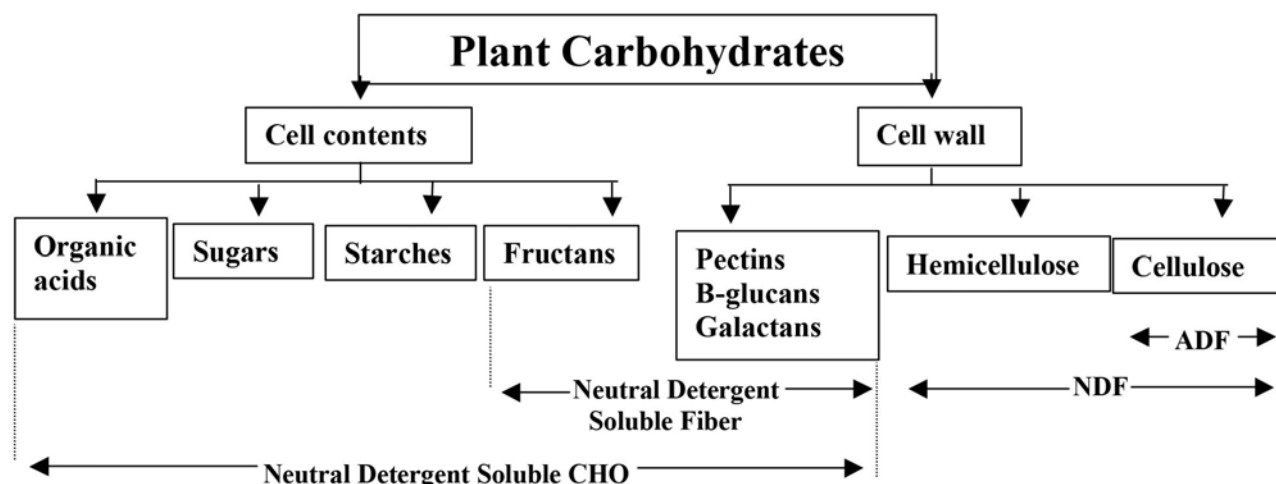 Plant Carbohydrates
Cell contents
Cell wall
Organic
acids
Sugars
Starches
Fructans
Pectins
B-glucans
Galactans
Hemicellulose
Cellulose
ADF
NDF
Neutral Detergent
Soluble Fiber
Neutral Detergent Soluble CHO